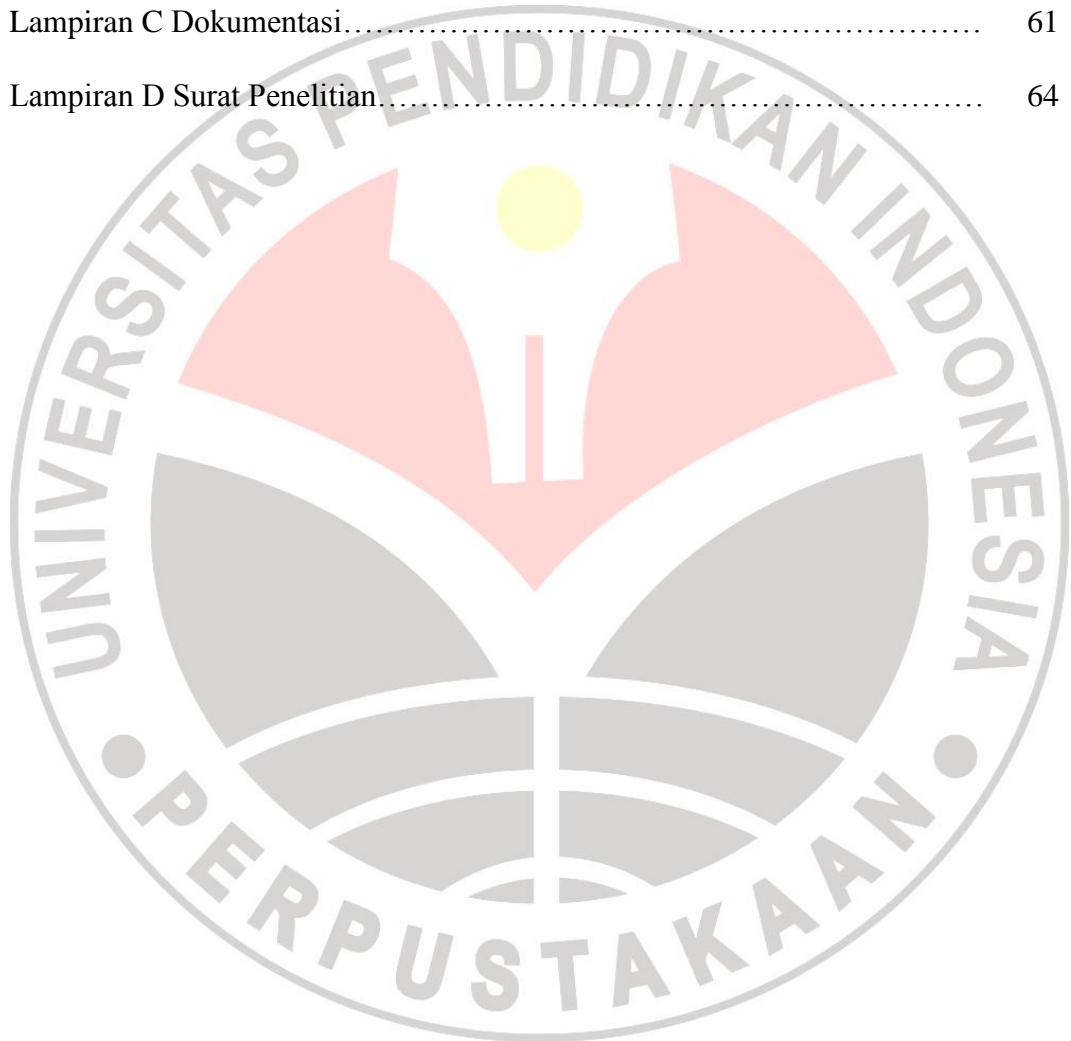 Lampiran C Dokumentasi……………………………………………………………… 61
Lampiran D Surat Penelitian…………………………………………………………… 64
UNIVERSITAS PENDIDIKAN INDONESIA
PERPUSTAKAAN